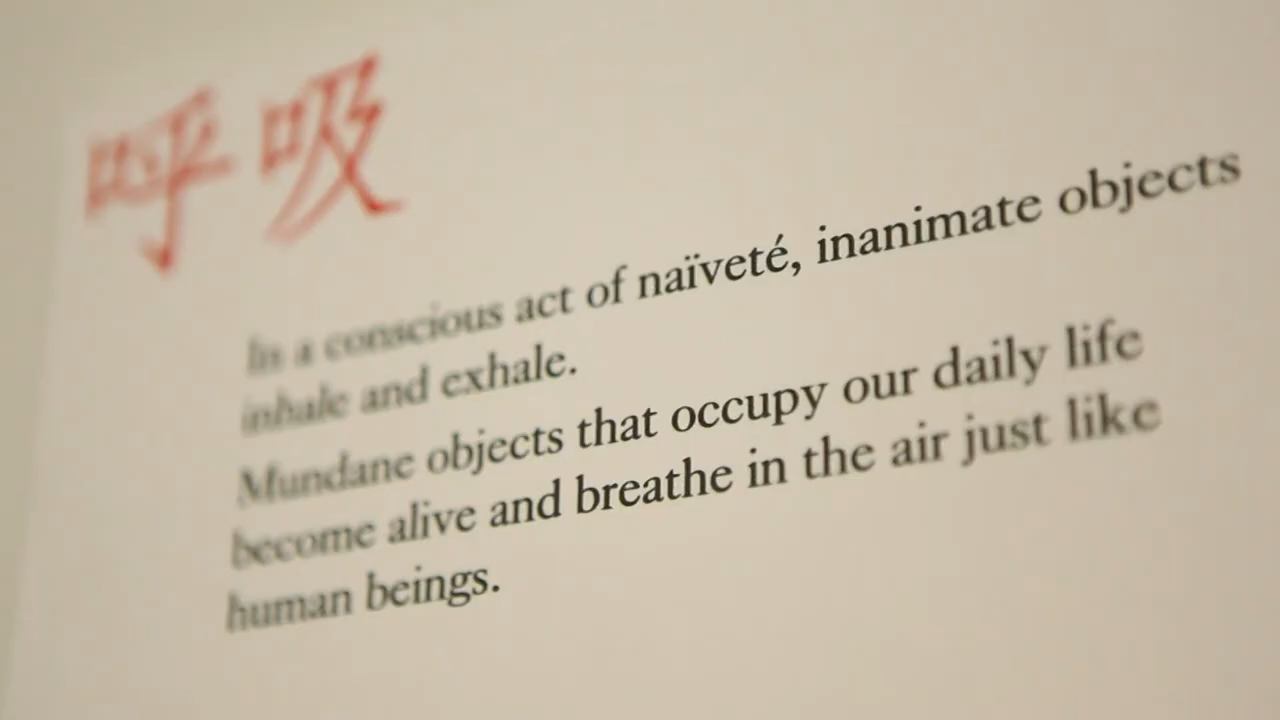 呼吸
In a conscious act of naïveté, inanimate objects
inhale and exhale.
Mundane objects that occupy our daily life
become alive and breathe in the air just like
human beings.